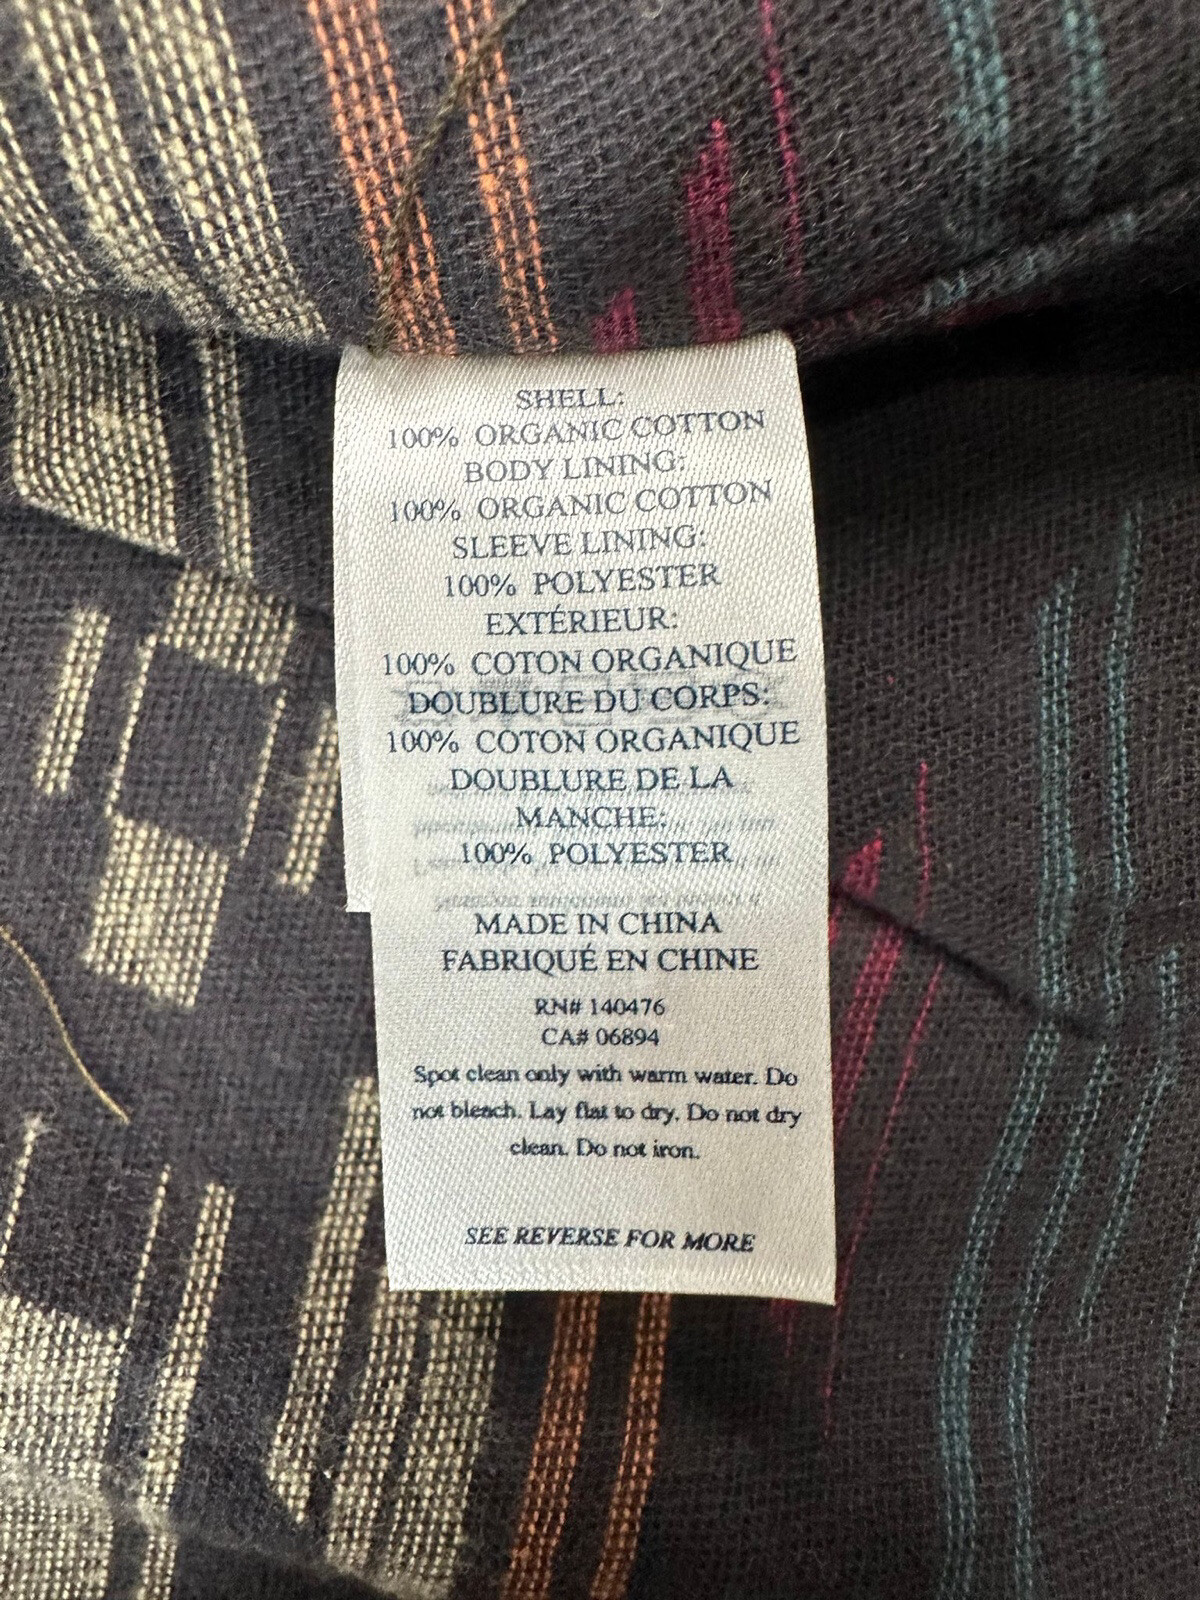 SHELL:
100% ORGANIC COTTON
BODY LINING:
100% ORGANIC COTTON
SLEEVE LINING:
100% POLYESTER
EXTÉRIEUR:
100% COTON ORGANIQUE
DOUBLURE DU CORPS:
100% COTON ORGANIQUE
DOUBLURE DE LA
MANCHE:
100% POLYESTER
MADE IN CHINA
FABRIQUÉ EN CHINE
RN# 140476
CA# 06894
Spot clean only with warm water. Do
not bleach. Lay flat to dry. Do not dry
clean. Do not iron.
SEE REVERSE FOR MORE